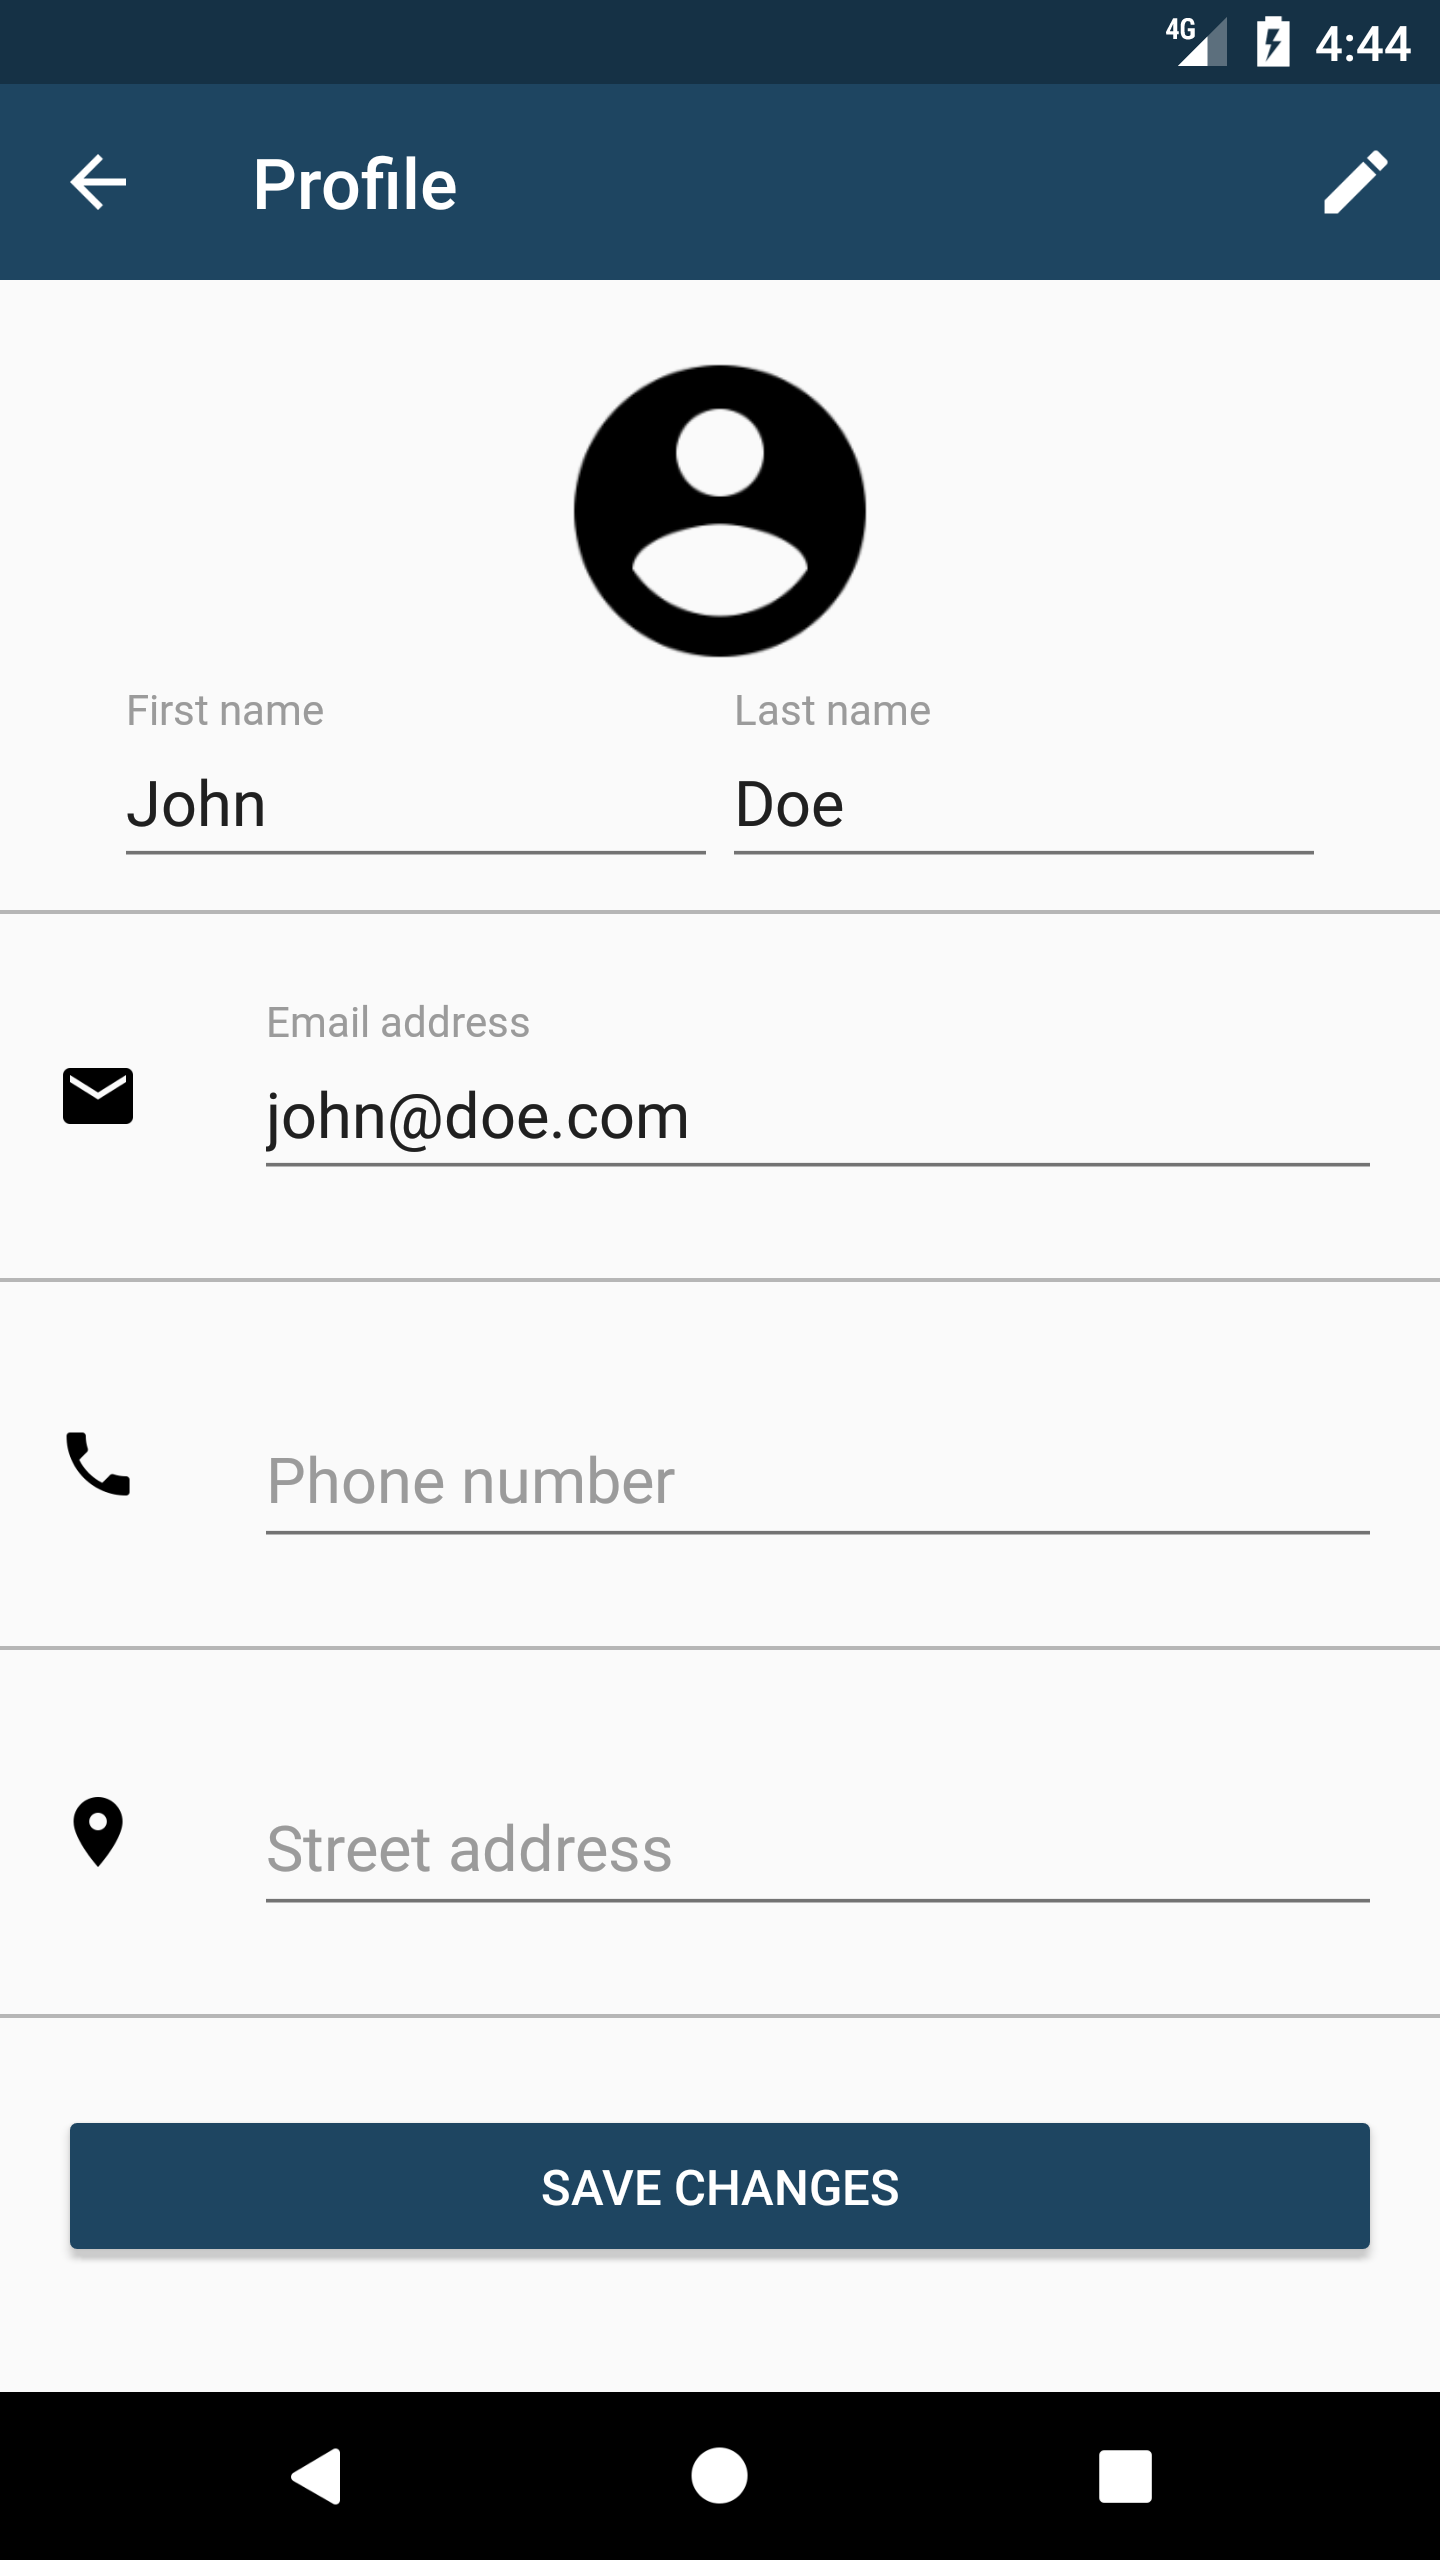 4G 4:44
Profile
First name Last name
John Doe
Email address
john@doe.com
Phone number
Street address
SAVE CHANGES